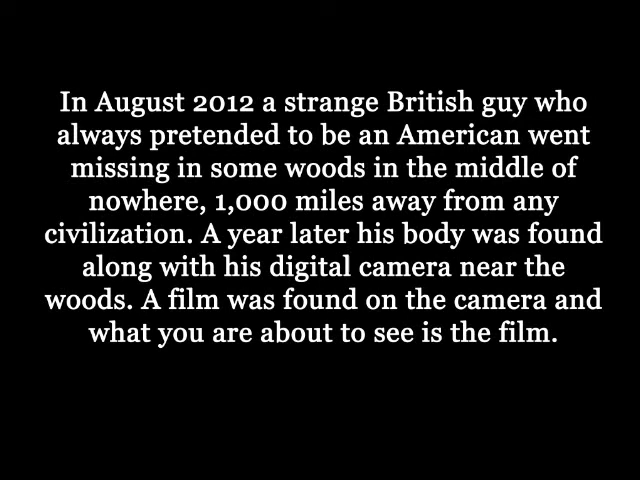 In August 2012 a strange British guy who
always pretended to be an American went
missing in some woods in the middle of
nowhere, 1,000 miles away from any
civilization. A year later his body was found
along with his digital camera near the
woods. A film was found on the camera and
what you are about to see is the film.